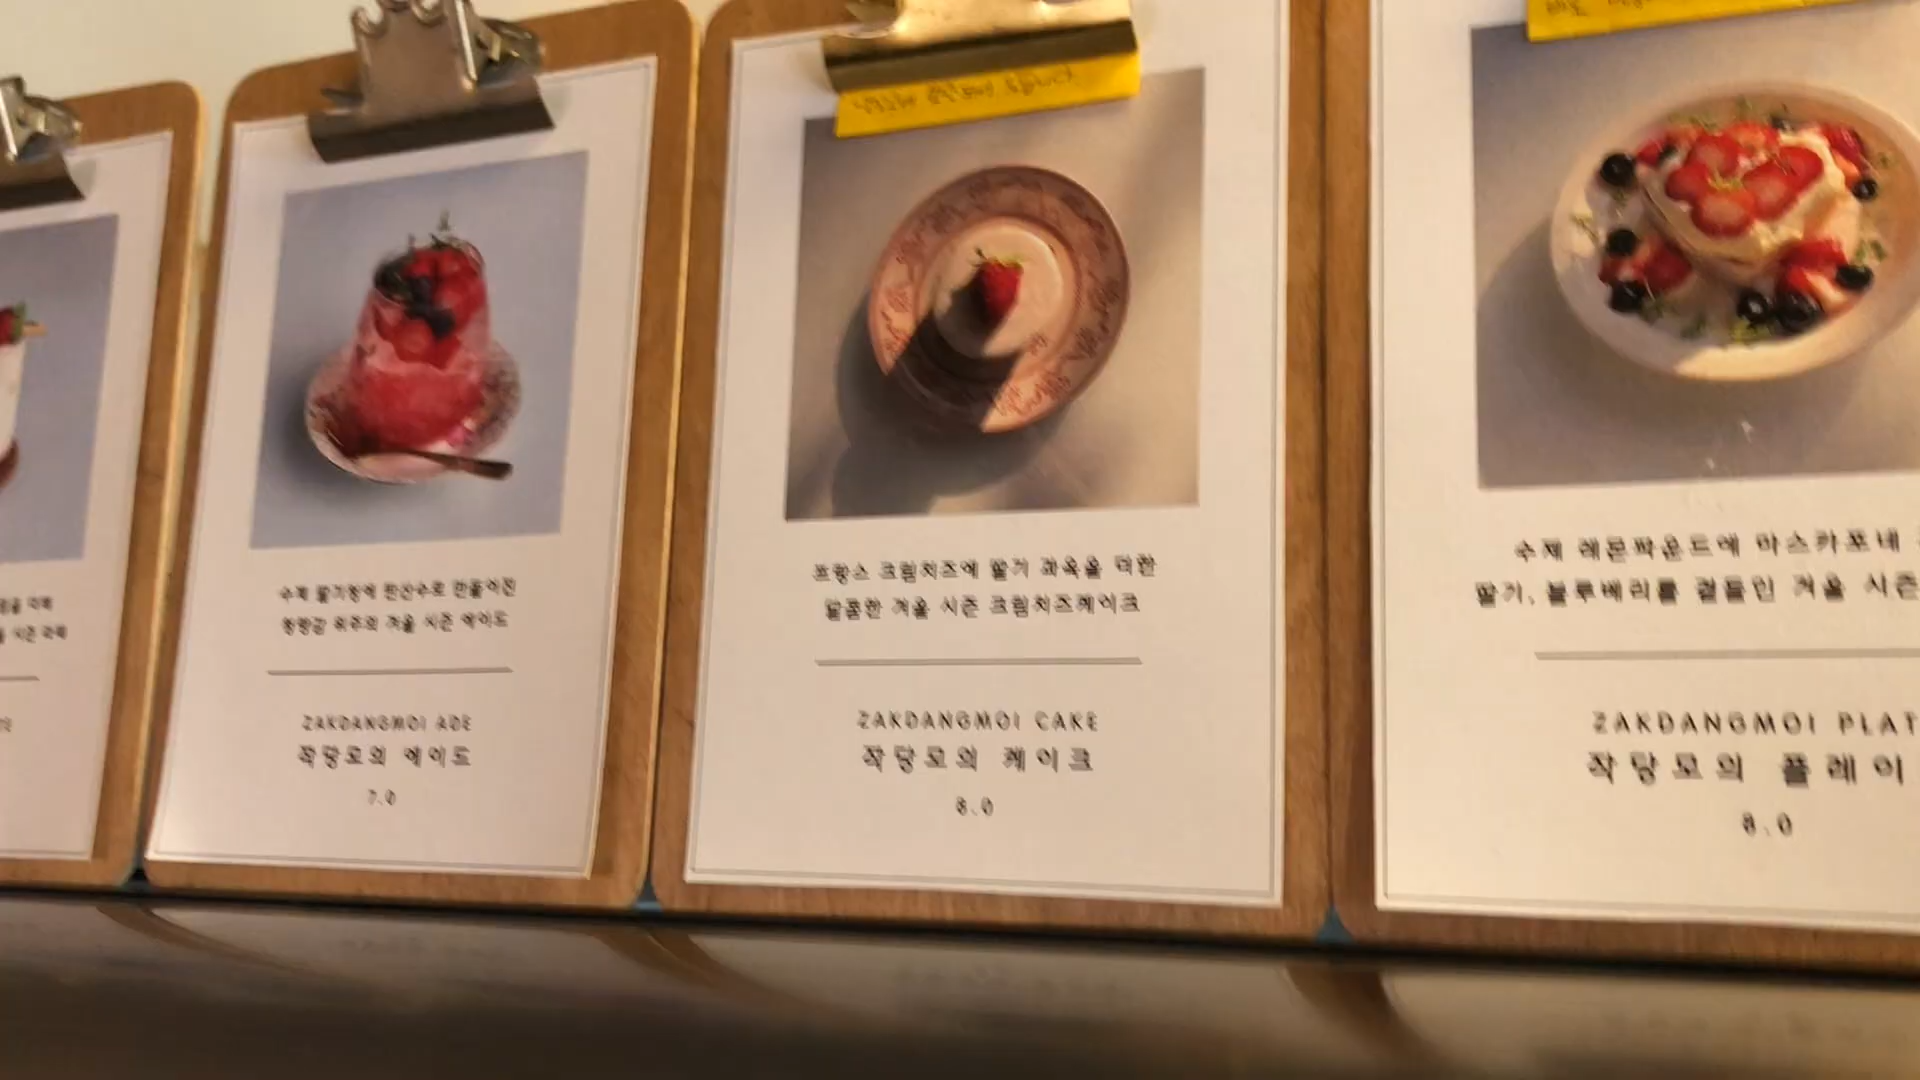 수제 딸기청에 탄산수로 만들어진
청량감 위주의 겨울 시즌 에이드
ZAKDANGMOI ADE
작당모의 에이드
7.0
프랑스 크림치즈에 딸기 과육을 더한
달콤한 겨울 시즌 크림치즈케이크
ZAKDANGMOI CAKE
작당모의 케이크
8.0
수제 레몬파운드에 마스카포네
딸기, 블루베리를 곁들인 겨울 시즌
ZAKDANGMOI PLAT
작당모의 플레이
8.0